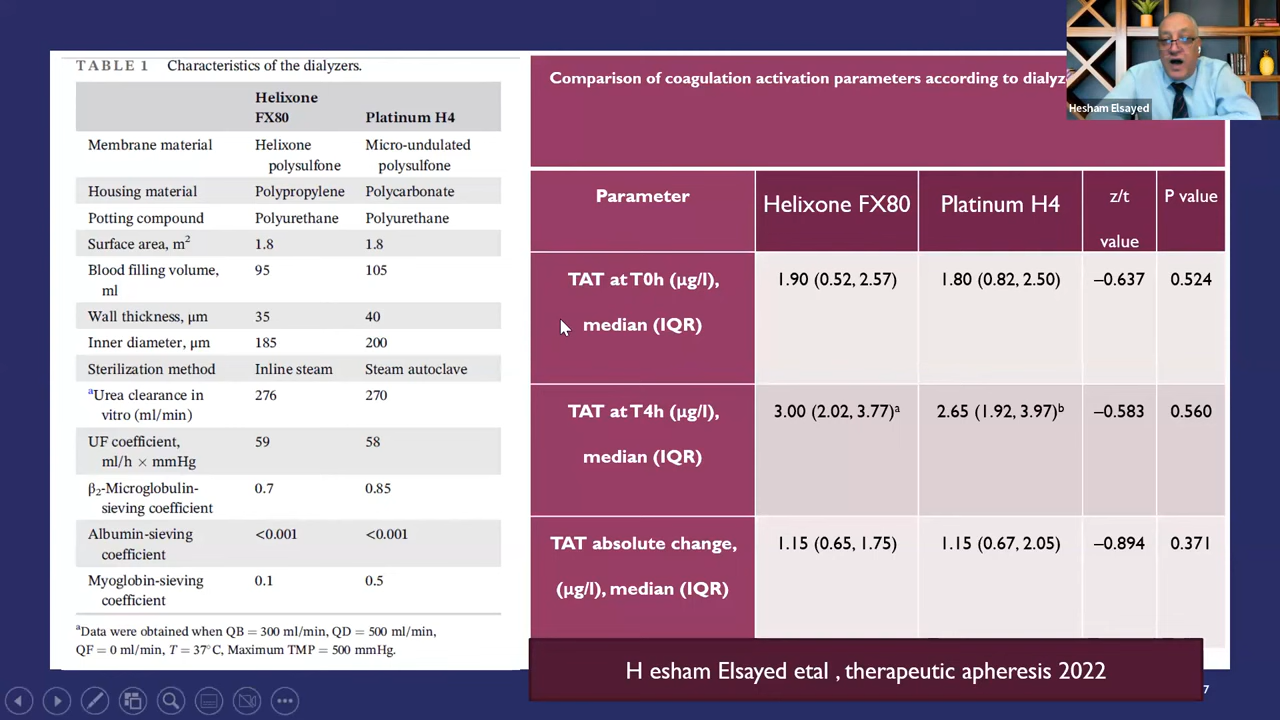 TABLE 1 Characteristics of the dialyzers.
Helixone FX80 Platinum H4
Membrane material Helixone polysulfone Micro-undulated polysulfone
Housing material Polypropylene Polycarbonate
Potting compound Polyurethane Polyurethane
Surface area, m² 1.8 1.8
Blood filling volume, ml 95 105
Wall thickness, μm 35 40
Inner diameter, μm 185 200
Sterilization method Inline steam Steam autoclave
ᵃUrea clearance in vitro (ml/min) 276 270
UF coefficient, ml/h × mmHg 59 58
β₂-Microglobulin-sieving coefficient 0.7 0.85
Albumin-sieving coefficient <0.001 <0.001
Myoglobin-sieving coefficient 0.1 0.5
ᵃData were obtained when QB = 300 ml/min, QD = 500 ml/min,
QF = 0 ml/min, T = 37°C, Maximum TMP = 500 mmHg.
Comparison of coagulation activation parameters according to
Hesham Elsayed
Parameter Helixone FX80 Platinum H4 z/t value P value
TAT at T0h (μg/l), median (IQR) 1.90 (0.52, 2.57) 1.80 (0.82, 2.50) –0.637 0.524
TAT at T4h (μg/l), median (IQR) 3.00 (2.02, 3.77)ᵃ 2.65 (1.92, 3.97)ᵇ –0.583 0.560
TAT absolute change, (μg/l), median (IQR) 1.15 (0.65, 1.75) 1.15 (0.67, 2.05) –0.894 0.371
H esham Elsayed etal , therapeutic apheresis 2022
7